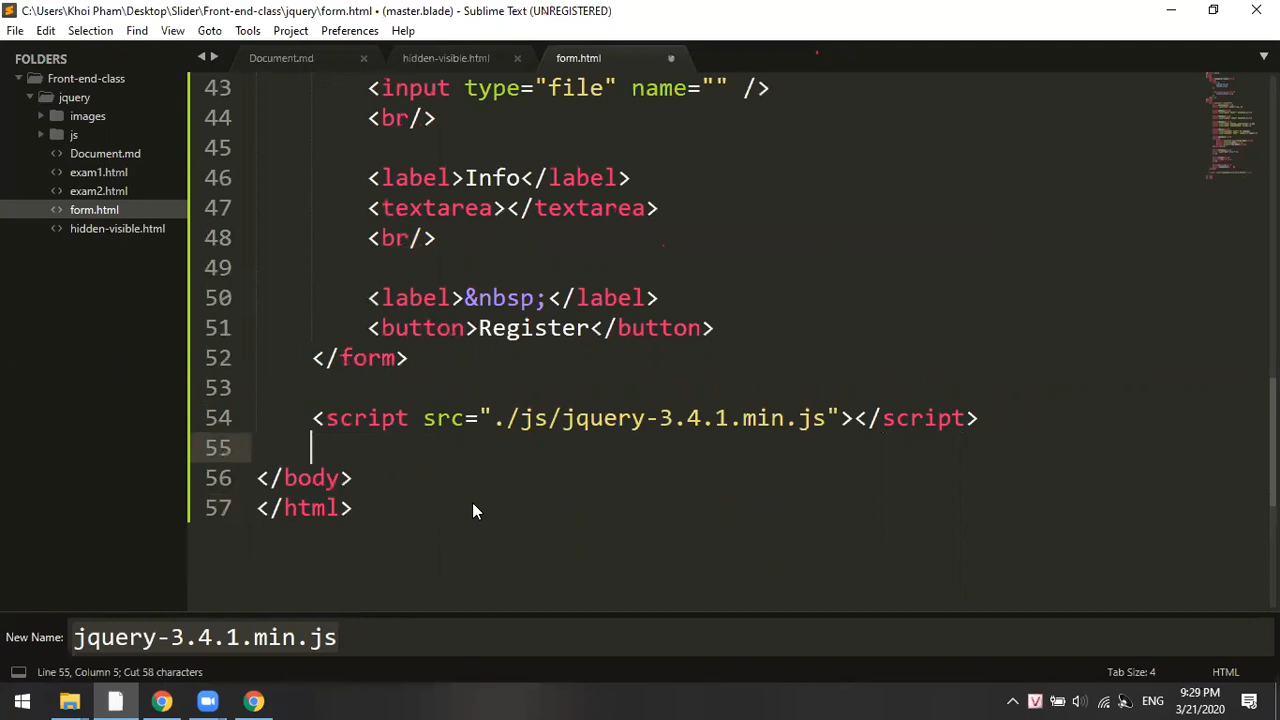 C:\Users\Khoi Pham\Desktop\Slider\Front-end-class\jquery\form.html • (master.blade) - Sublime Text (UNREGISTERED)
File Edit Selection Find View Goto Tools Project Preferences Help
FOLDERS
Front-end-class
jquery
images
js
Document.md
exam1.html
exam2.html
form.html
hidden-visible.html
Document.md hidden-visible.html form.html
43 <input type="file" name="" />
44 <br/>
45
46 <label>Info</label>
47 <textarea></textarea>
48 <br/>
49
50 <label>&nbsp;</label>
51 <button>Register</button>
52 </form>
53
54 <script src="./js/jquery-3.4.1.min.js"></script>
55
56 </body>
57 </html>
New Name: jquery-3.4.1.min.js
Line 55, Column 5; Cut 58 characters Tab Size: 4 HTML
V ENG 9:29 PM
3/21/2020